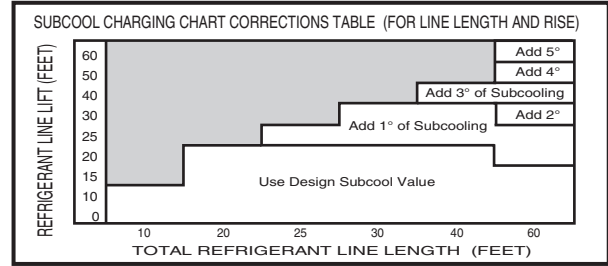 SUBCOOL CHARGING CHART CORRECTIONS TABLE (FOR LINE LENGTH AND RISE)
REFRIGERANT LINE LIFT (FEET)
60
50
40
30
25
20
15
10
0
Add 5°
Add 4°
Add 3° of Subcooling
Add 2°
Add 1° of Subcooling
Use Design Subcool Value
10 20 25 30 40 60
TOTAL REFRIGERANT LINE LENGTH (FEET)